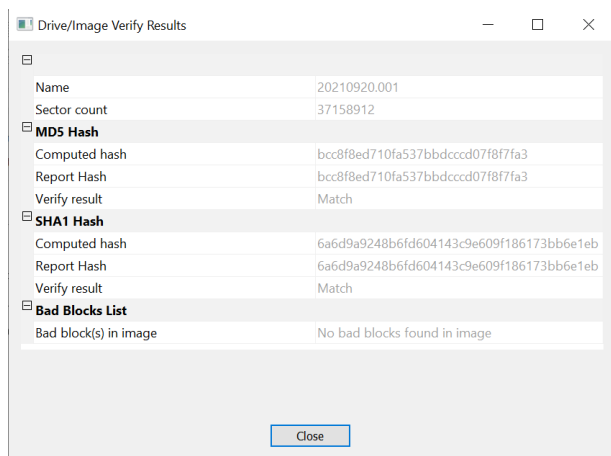 Drive/Image Verify Results
Name 20210920.001
Sector count 37158912
MD5 Hash
Computed hash bcc8f8ed710fa537bbdcccd07f8f7fa3
Report Hash bcc8f8ed710fa537bbdcccd07f8f7fa3
Verify result Match
SHA1 Hash
Computed hash 6a6d9a9248b6fd604143c9e609f186173bb6e1eb
Report Hash 6a6d9a9248b6fd604143c9e609f186173bb6e1eb
Verify result Match
Bad Blocks List
Bad block(s) in image No bad blocks found in image
Close